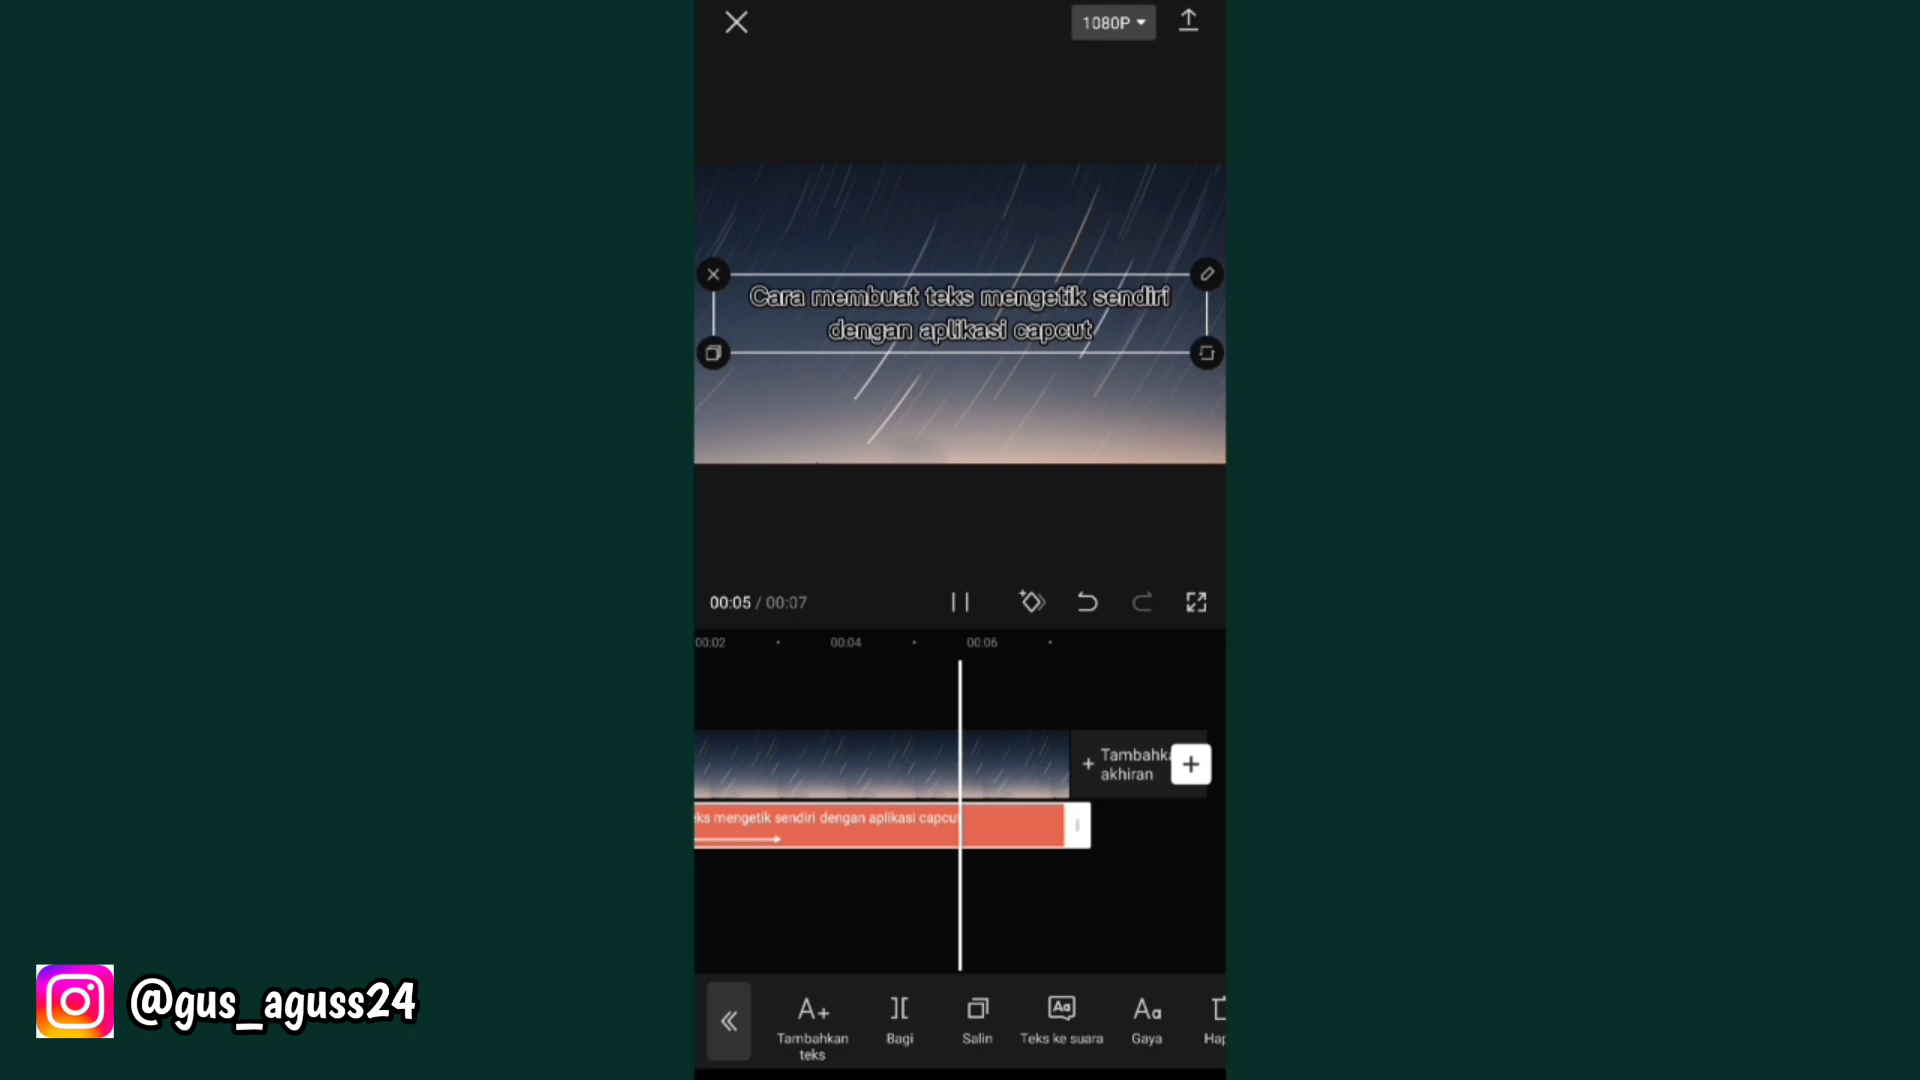 1080P
Cara membuat teks mengetik sendiri
dengan aplikasi capcut
00:05 / 00:07
00:02
00:04
00:06
+ Tambahka
akhiran
+
ks mengetik sendiri dengan aplikasi capcut
Tambahkan
teks
Bagi
Salin
Teks ke suara
Gaya
Hap
@gus_aguss24